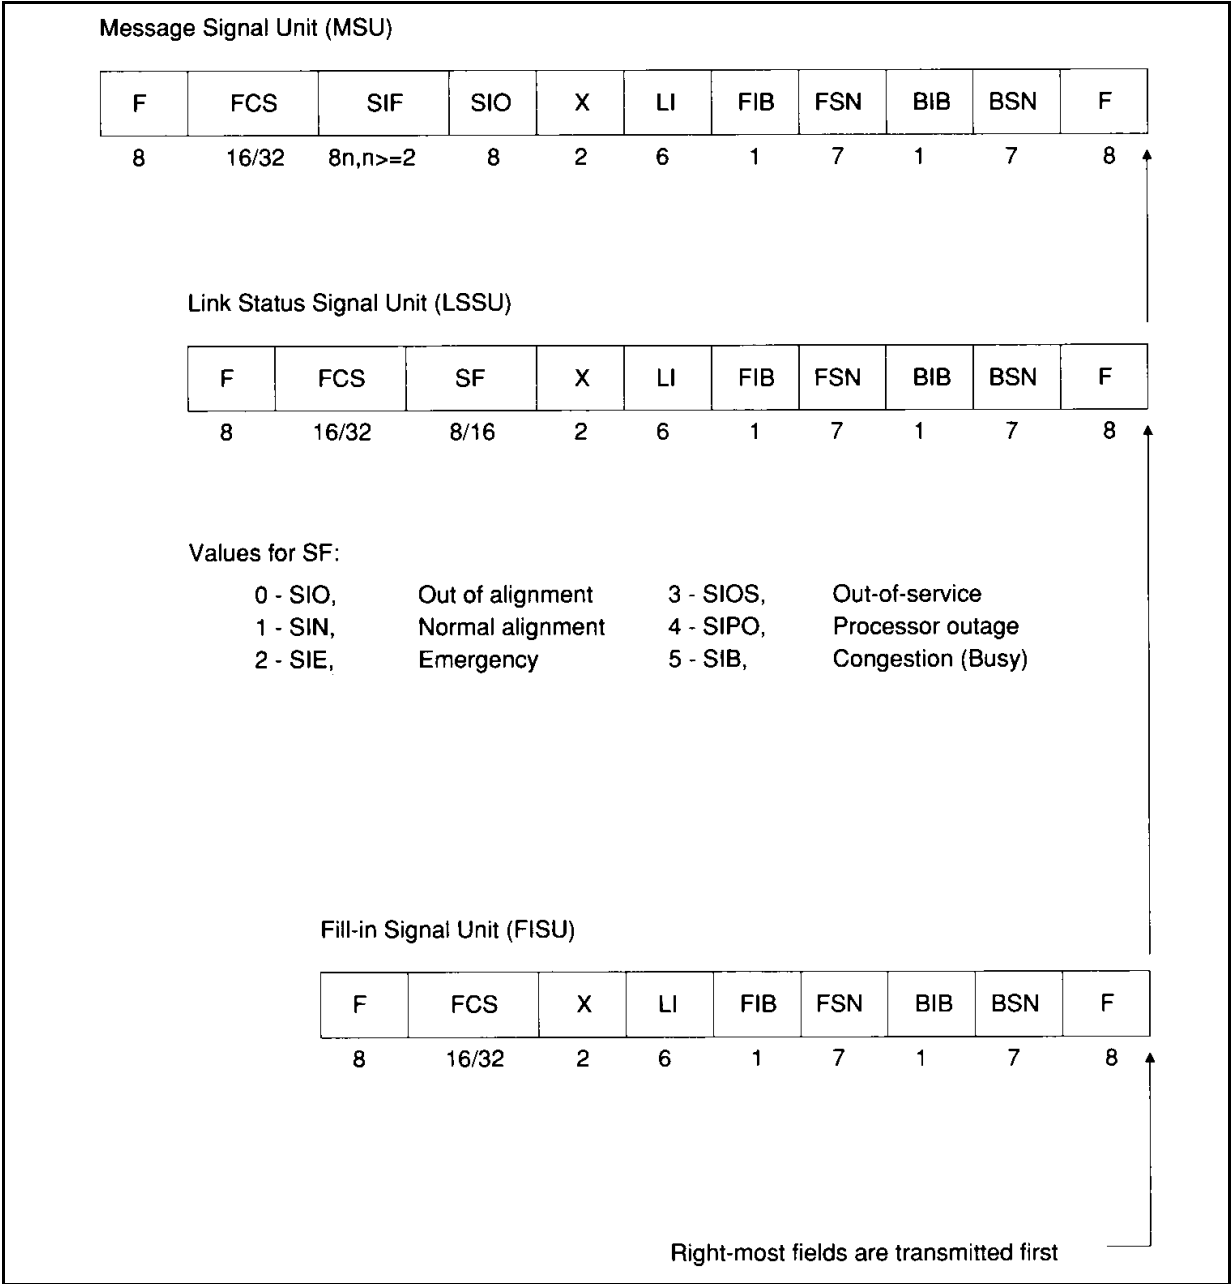 Message Signal Unit (MSU)
F FCS SIF SIO X LI FIB FSN BIB BSN F
8 16/32 8n,n>=2 8 2 6 1 7 1 7 8
Link Status Signal Unit (LSSU)
F FCS SF X LI FIB FSN BIB BSN F
8 16/32 8/16 2 6 1 7 1 7 8
Values for SF:
0 - SIO, Out of alignment 3 - SIOS, Out-of-service
1 - SIN, Normal alignment 4 - SIPO, Processor outage
2 - SIE, Emergency 5 - SIB, Congestion (Busy)
Fill-in Signal Unit (FISU)
F FCS X LI FIB FSN BIB BSN F
8 16/32 2 6 1 7 1 7 8
Right-most fields are transmitted first